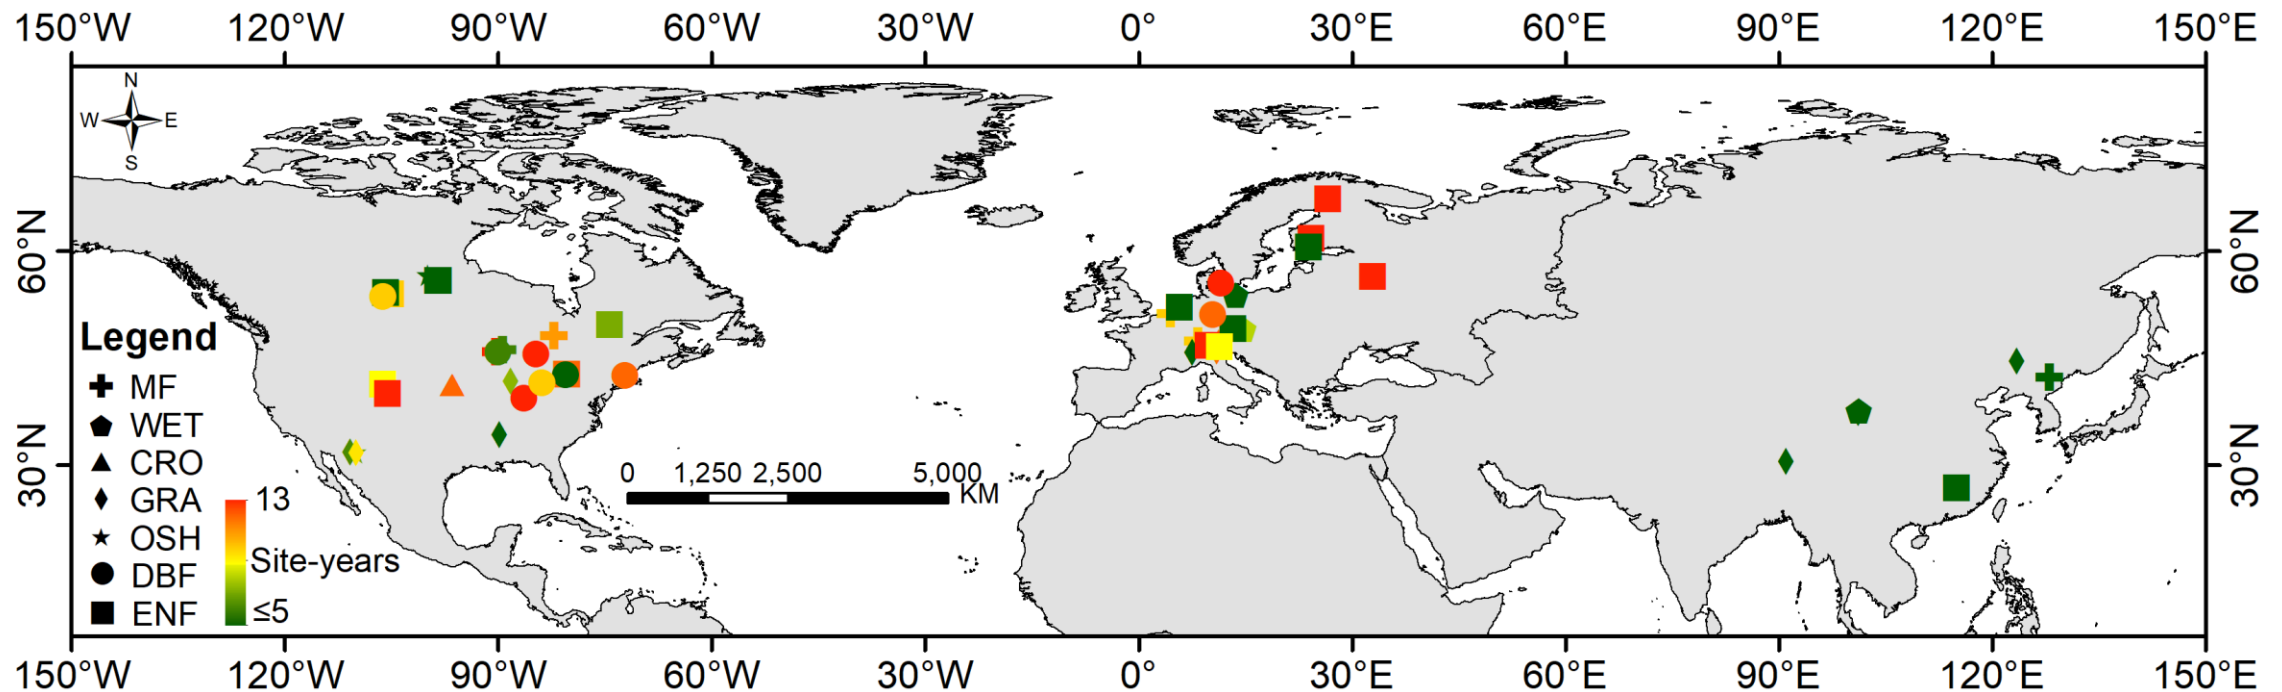 150°W 120°W 90°W 60°W 30°W 0° 30°E 60°E 90°E 120°E 150°E
N
W E
S
60°N 60°N
Legend
MF
WET
CRO
GRA
OSH
DBF
ENF
13
Site-years
≤5
0 1,250 2,500 5,000
KM
30°N 30°N
150°W 120°W 90°W 60°W 30°W 0° 30°E 60°E 90°E 120°E 150°E